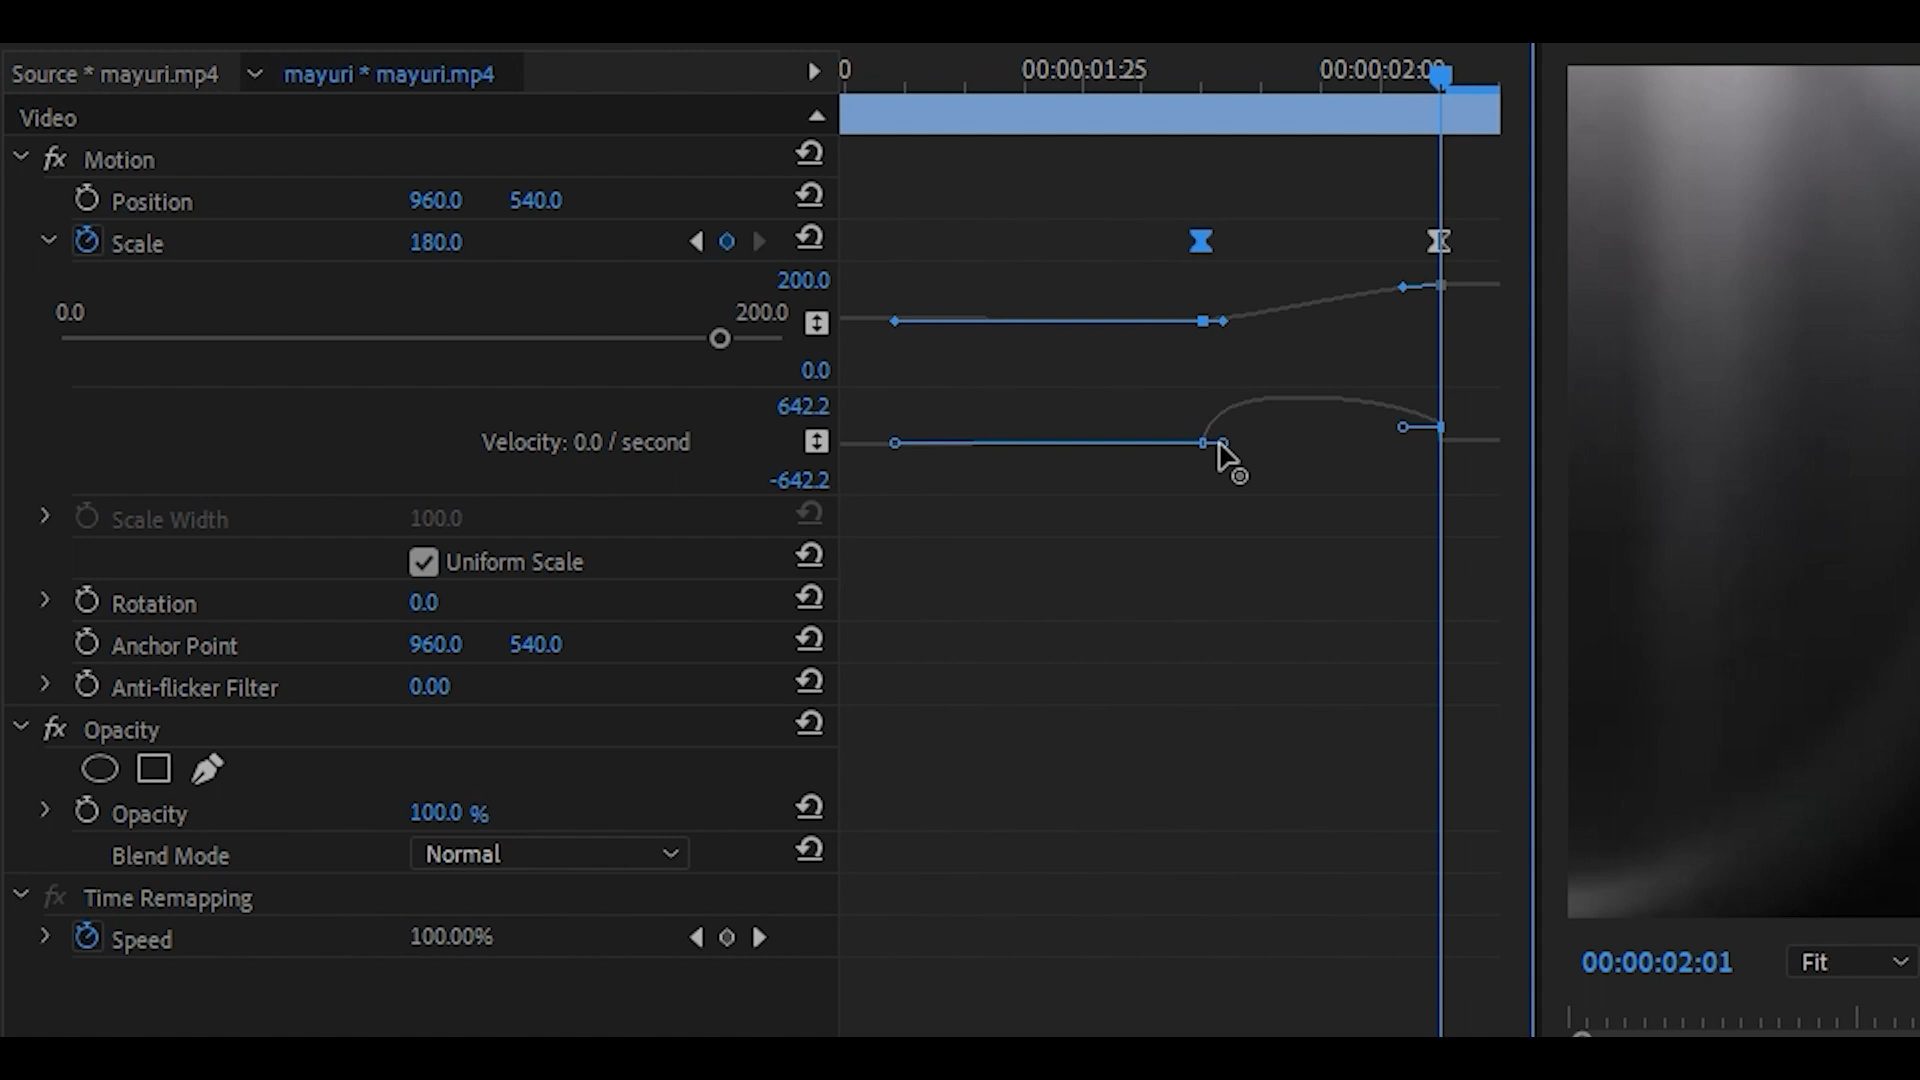 Source * mayuri.mp4
mayuri * mayuri.mp4
0
00:00:01:25
00:00:02:0
Video
fx Motion
Position 960.0 540.0
Scale 180.0
200.0
0.0 200.0
0.0
642.2
Velocity: 0.0 / second
-642.2
Scale Width 100.0
Uniform Scale
Rotation 0.0
Anchor Point 960.0 540.0
Anti-flicker Filter 0.00
fx Opacity
Opacity 100.0 %
Blend Mode Normal
fx Time Remapping
Speed 100.00%
00:00:02:01 Fit